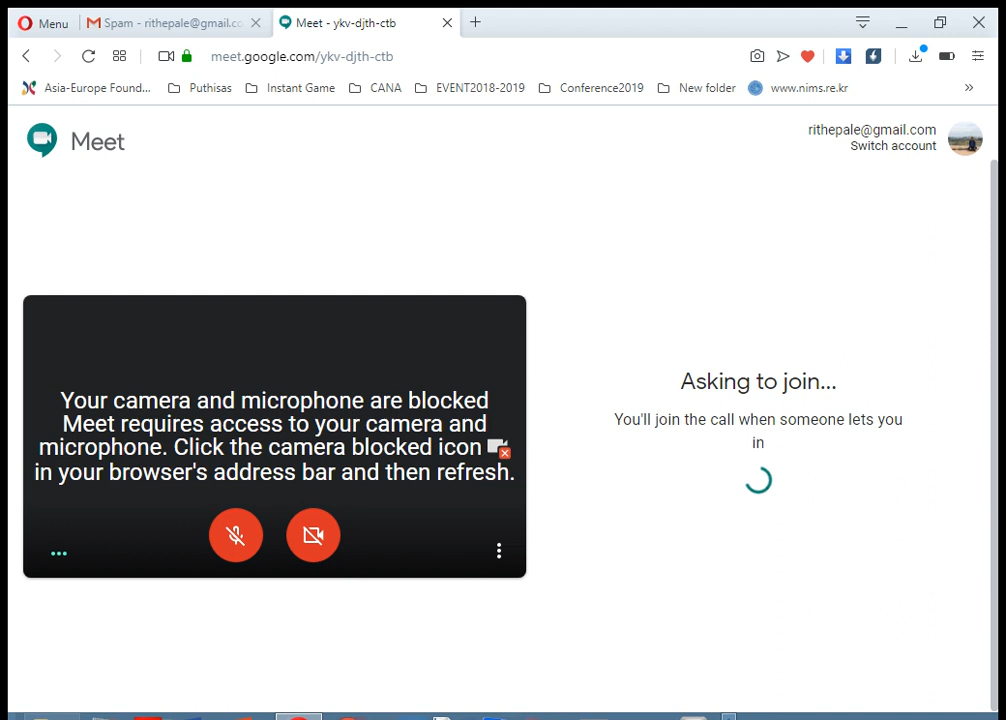 Menu
Spam - rithepale@gmail.co
Meet - ykv-djth-ctb
meet.google.com/ykv-djth-ctb
Asia-Europe Found...
Puthisas
Instant Game
CANA
EVENT2018-2019
Conference2019
New folder
www.nims.re.kr
Meet
rithepale@gmail.com
Switch account
Your camera and microphone are blocked
Meet requires access to your camera and
microphone. Click the camera blocked icon
in your browser's address bar and then refresh.
Asking to join...
You'll join the call when someone lets you
in